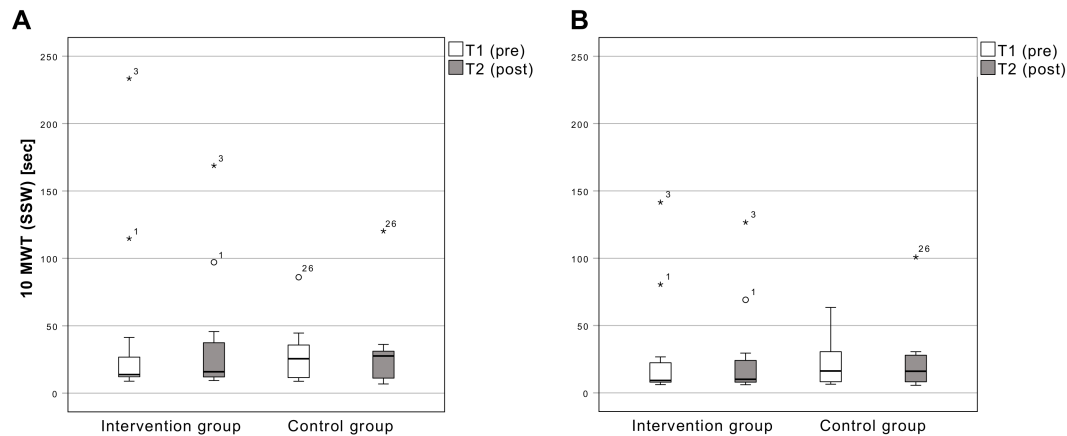 A
T1 (pre)
T2 (post)
10 MWT (SSW) [sec]
250
200
150
100
50
0
3
1
3
1
26
26
Intervention group
Control group
B
T1 (pre)
T2 (post)
250
200
150
100
50
0
3
1
3
1
26
Intervention group
Control group